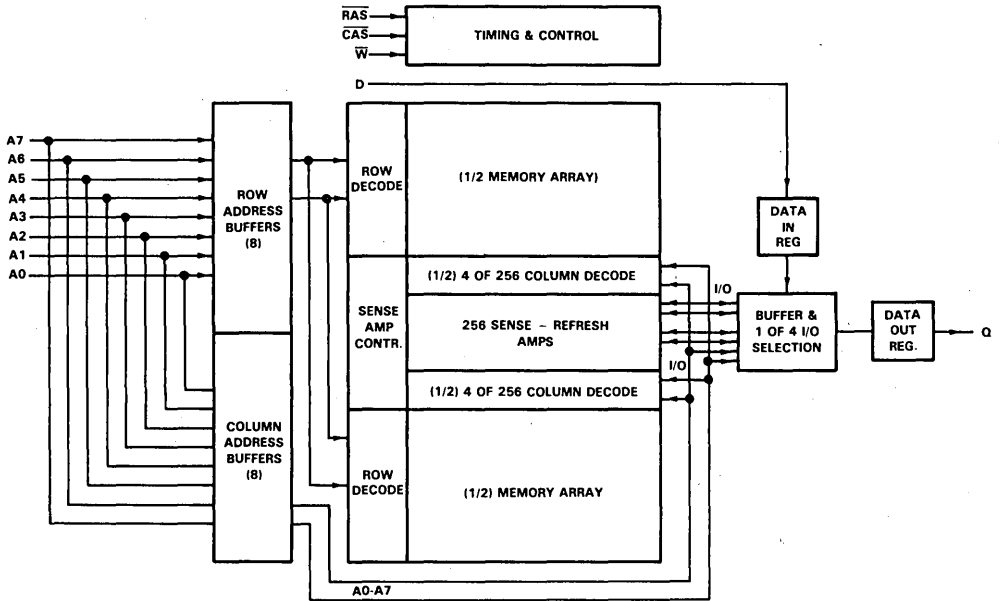 R̅A̅S̅
C̅A̅S̅
W̅
TIMING & CONTROL
D
A7
A6
A5
A4
A3
A2
A1
A0
ROW
ADDRESS
BUFFERS
(8)
COLUMN
ADDRESS
BUFFERS
(8)
ROW
DECODE
(1/2 MEMORY ARRAY)
SENSE
AMP
CONTR.
(1/2) 4 OF 256 COLUMN DECODE
256 SENSE – REFRESH
AMPS
(1/2) 4 OF 256 COLUMN DECODE
ROW
DECODE
(1/2) MEMORY ARRAY
I/O
I/O
DATA
IN
REG
BUFFER &
1 OF 4 I/O
SELECTION
DATA
OUT
REG.
Q
A0-A7